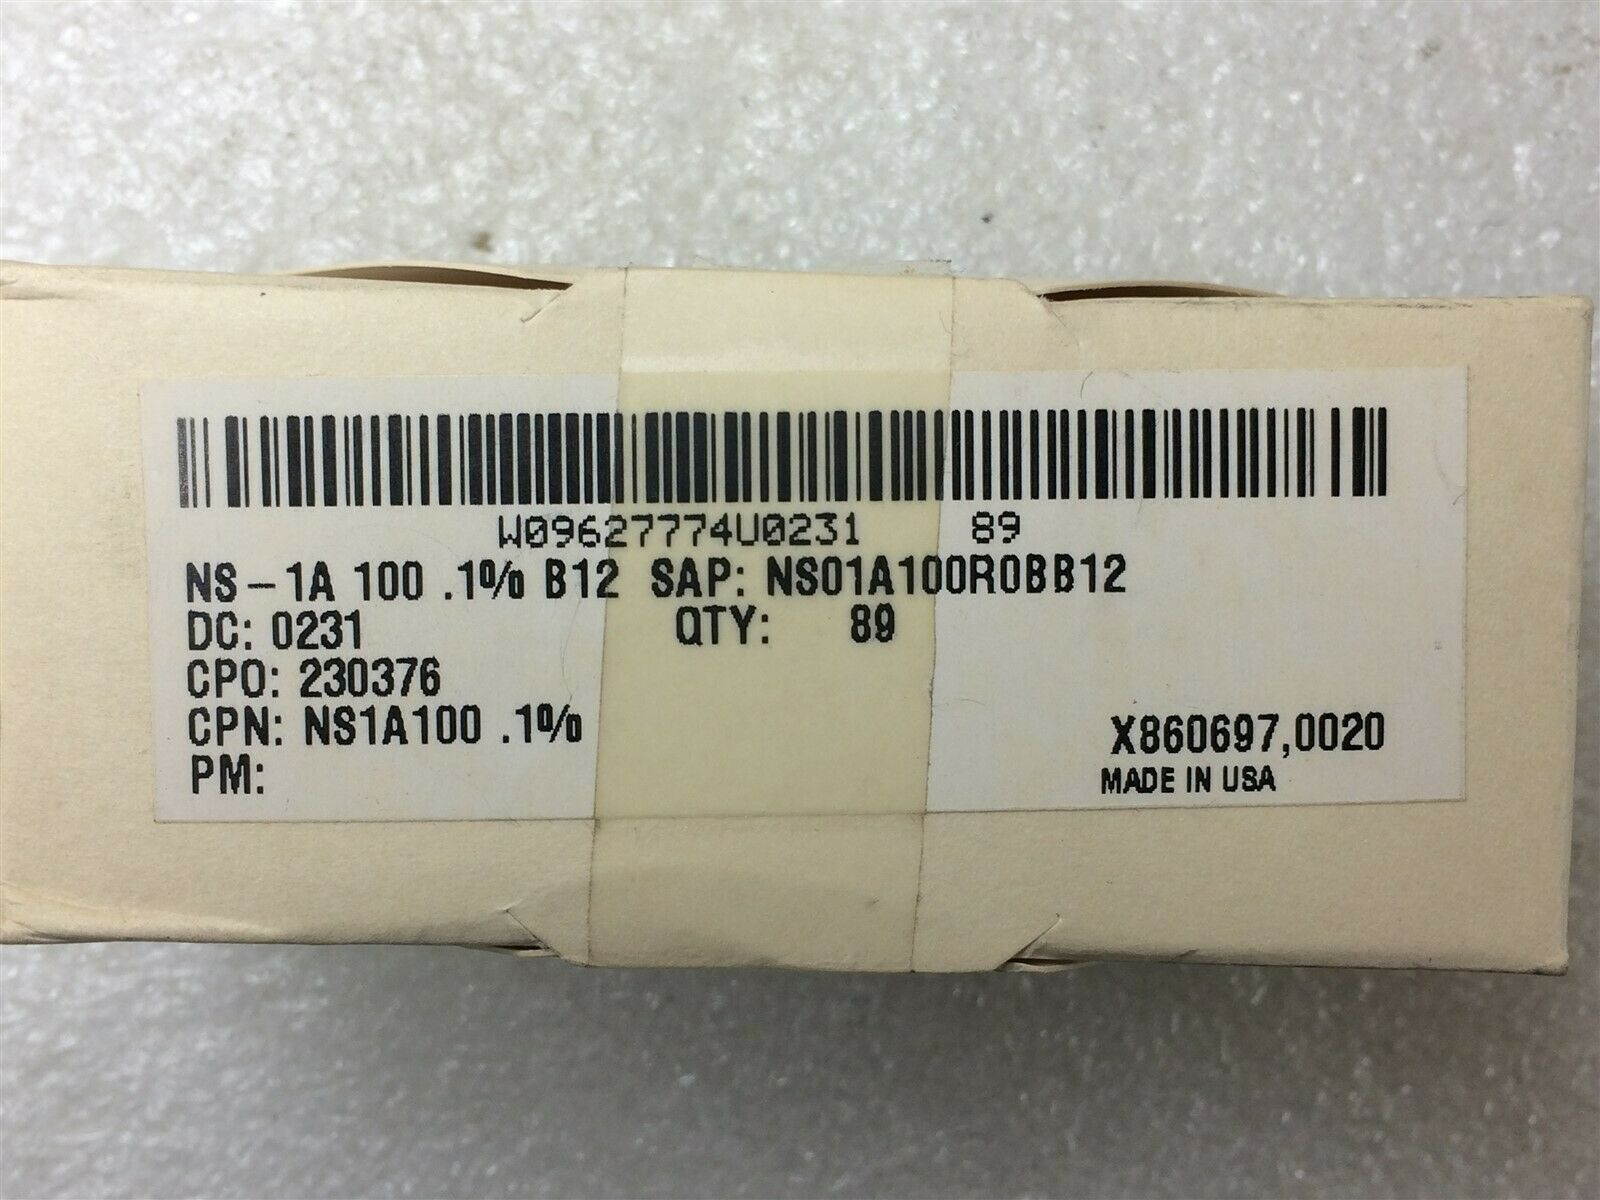 W09627774U0231 89
NS-1A 100 .1% B12 SAP: NS01A100R0BB12
DC: 0231 QTY: 89
CPO: 230376
CPN: NS1A100 .1%
X860697,0020
PM:
MADE IN USA